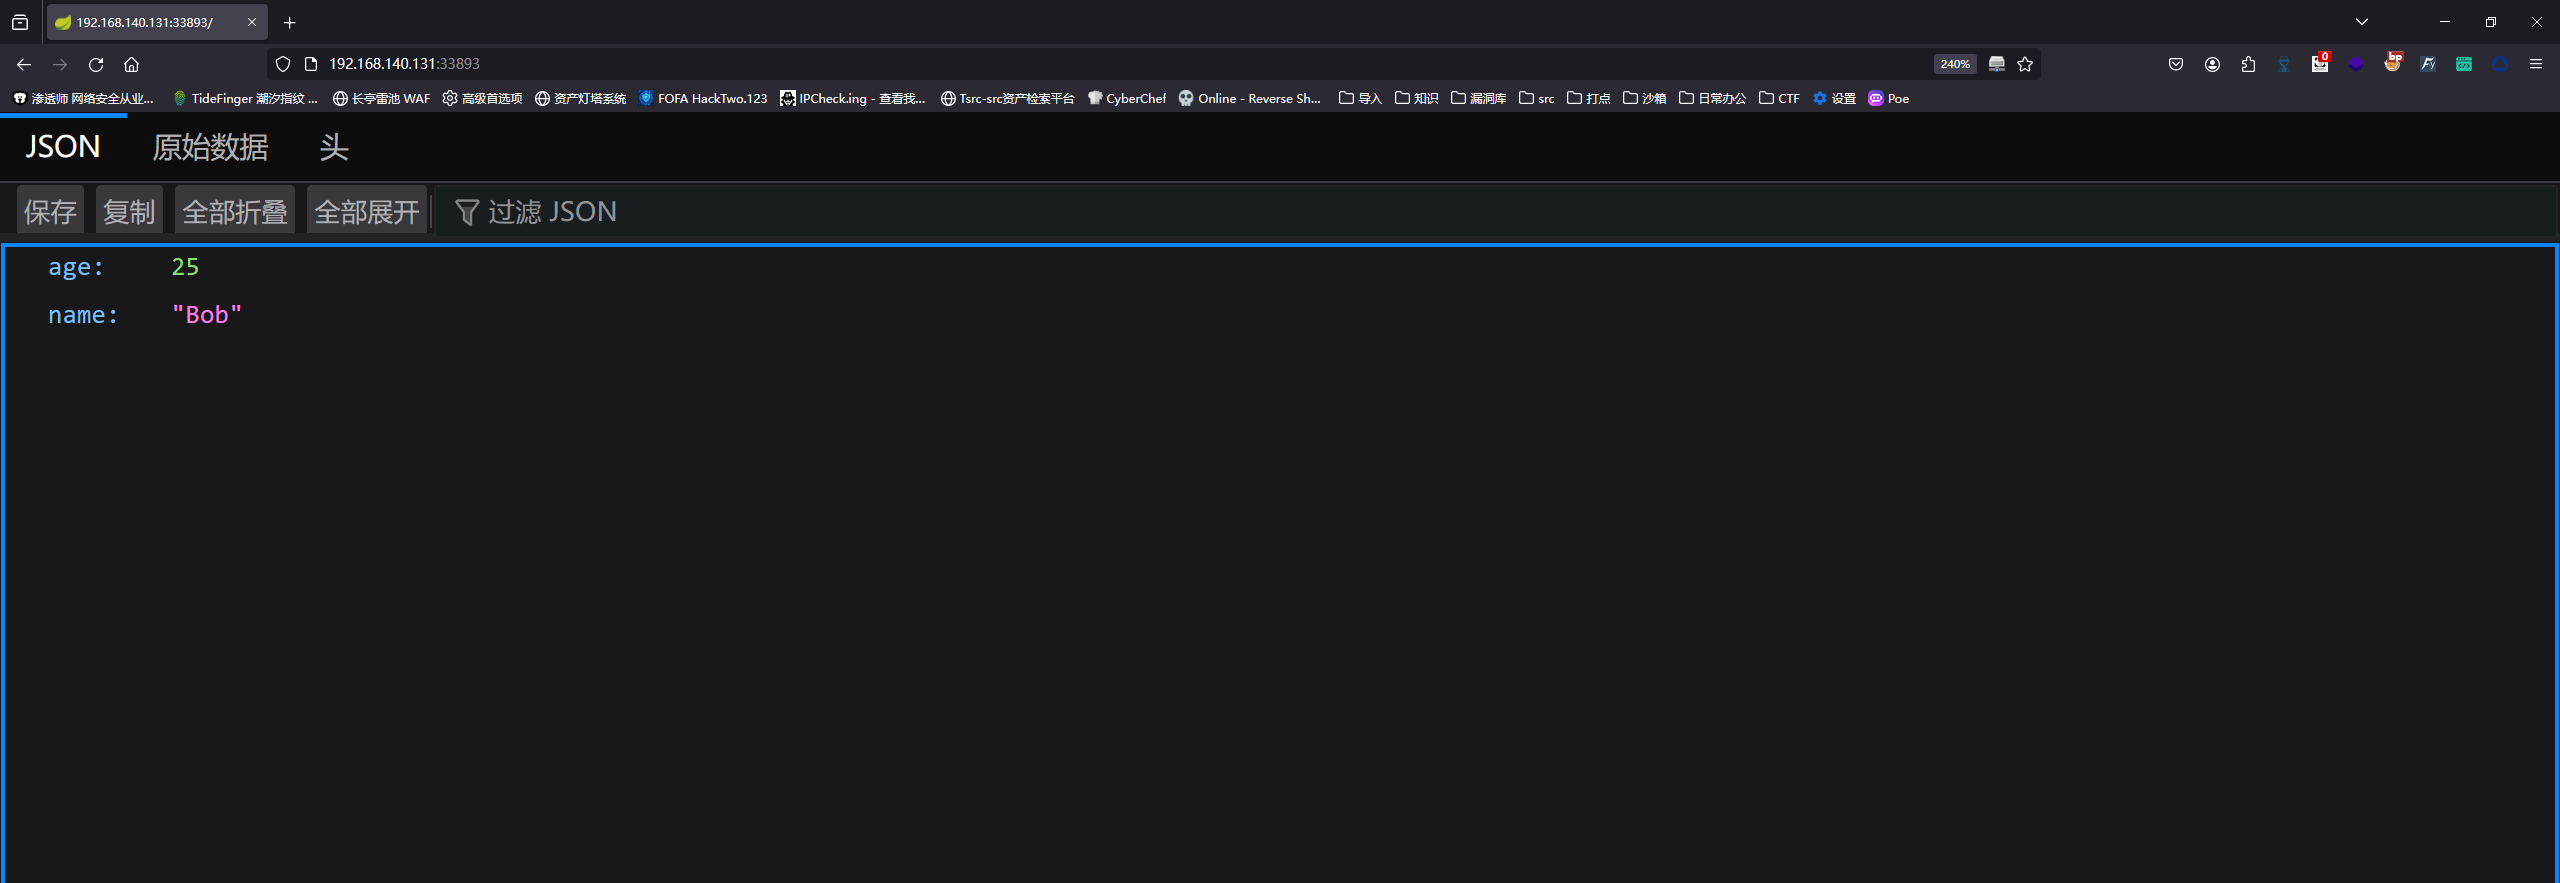 192.168.140.131:33893/
192.168.140.131:33893
240%
0
bp
渗透师 网络安全从业...
TideFinger 潮汐指纹 ...
长亭雷池 WAF
高级首选项
资产灯塔系统
FOFA HackTwo.123
IPCheck.ing - 查看我...
Tsrc-src资产检索平台
CyberChef
Online - Reverse Sh...
导入
知识
漏洞库
src
打点
沙箱
日常办公
CTF
设置
Poe
JSON 原始数据 头
保存 复制 全部折叠 全部展开 过滤 JSON
age: 25
name: "Bob"